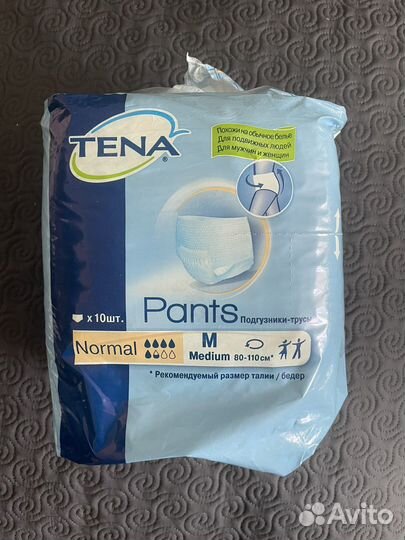 TENA®
Похожи на обычное белье
Для подвижных людей
Для мужчин и женщин
x 10шт.
Pants Подгузники-трусы
Normal
M
Medium 80-110 см*
* Рекомендуемый размер талии / бедер
Avito